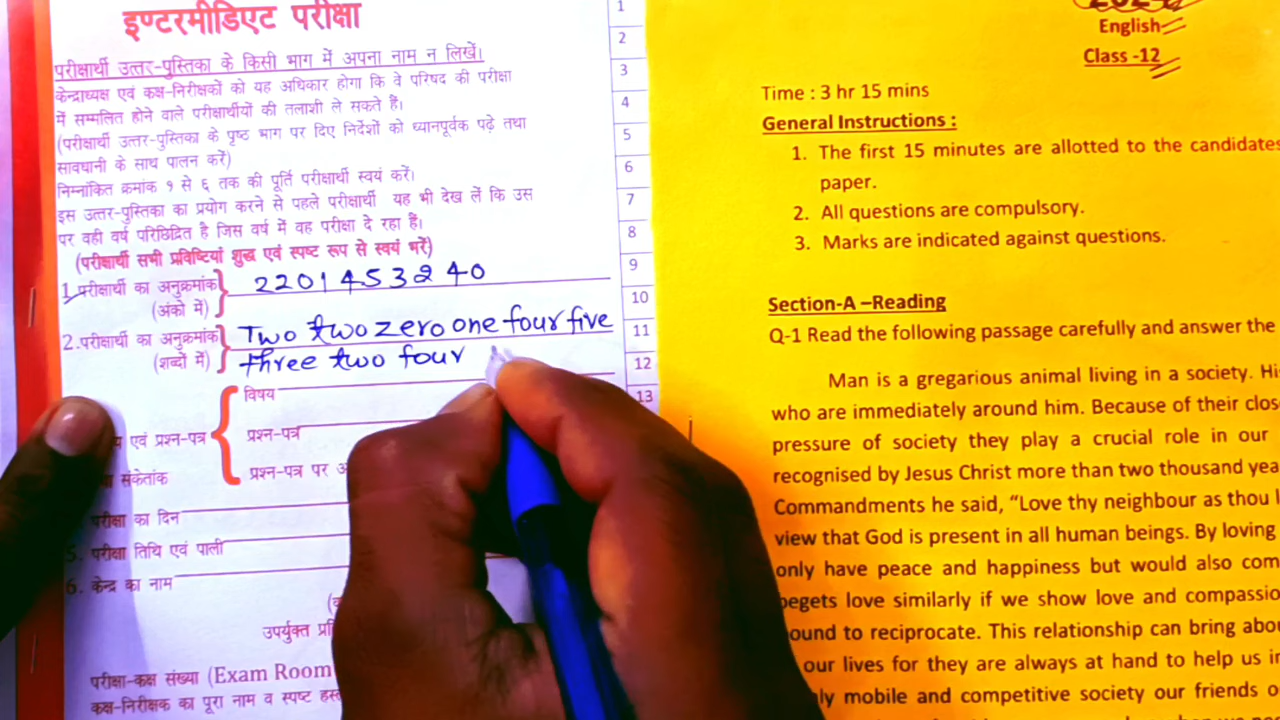 इण्टरमीडिएट परीक्षा
परीक्षार्थी उत्तर-पुस्तिका के किसी भाग में अपना नाम न लिखें।
केन्द्राध्यक्ष एवं कक्ष-निरीक्षकों को यह अधिकार होगा कि वे परिषद की परीक्षा
में सम्मलित होने वाले परीक्षार्थीयों की तलाशी ले सकते हैं।
(परीक्षार्थी उत्तर-पुस्तिका के पृष्ठ भाग पर दिए निर्देशों को ध्यानपूर्वक पढ़े तथा
सावधानी के साथ पालन करें)
निम्नांकित क्रमांक १ से ६ तक की पूर्ति परीक्षार्थी स्वयं करें।
इस उत्तर-पुस्तिका का प्रयोग करने से पहले परीक्षार्थी यह भी देख लें कि उस
पर वही वर्ष परिछिद्रित है जिस वर्ष में वह परीक्षा दे रहा है।
(परीक्षार्थी सभी प्रविष्टियां शुद्ध एवं स्पष्ट रूप से स्वयं भरें)
1. परीक्षार्थी का अनुक्रमांक 2201453240
(अंको में)
2. परीक्षार्थी का अनुक्रमांक Two two zero one four five
(शब्दों में) three two four
विषय
एवं प्रश्न-पत्र प्रश्न-पत्र
संकेतांक प्रश्न-पत्र पर
परीक्षा का दिन
5. परीक्षा तिथि एवं पाली
6. केन्द्र का नाम
उपर्युक्त
परीक्षा-कक्ष संख्या (Exam Room
कक्ष-निरीक्षक का पूरा नाम व स्पष्ट
1
2
3
4
5
6
7
8
9
10
11
12
13
English
Class -12
Time : 3 hr 15 mins
General Instructions :
1. The first 15 minutes are allotted to the candidates
paper.
2. All questions are compulsory.
3. Marks are indicated against questions.
Section-A –Reading
Q-1 Read the following passage carefully and answer the
Man is a gregarious animal living in a society.
who are immediately around him. Because of their
pressure of society they play a crucial role in our
recognised by Jesus Christ more than two thousand
Commandments he said, "Love thy neighbour as thou
view that God is present in all human beings. By loving
only have peace and happiness but would also
begets love similarly if we show love and
to reciprocate. This relationship can bring
our lives for they are always at hand to help us
mobile and competitive society our friends